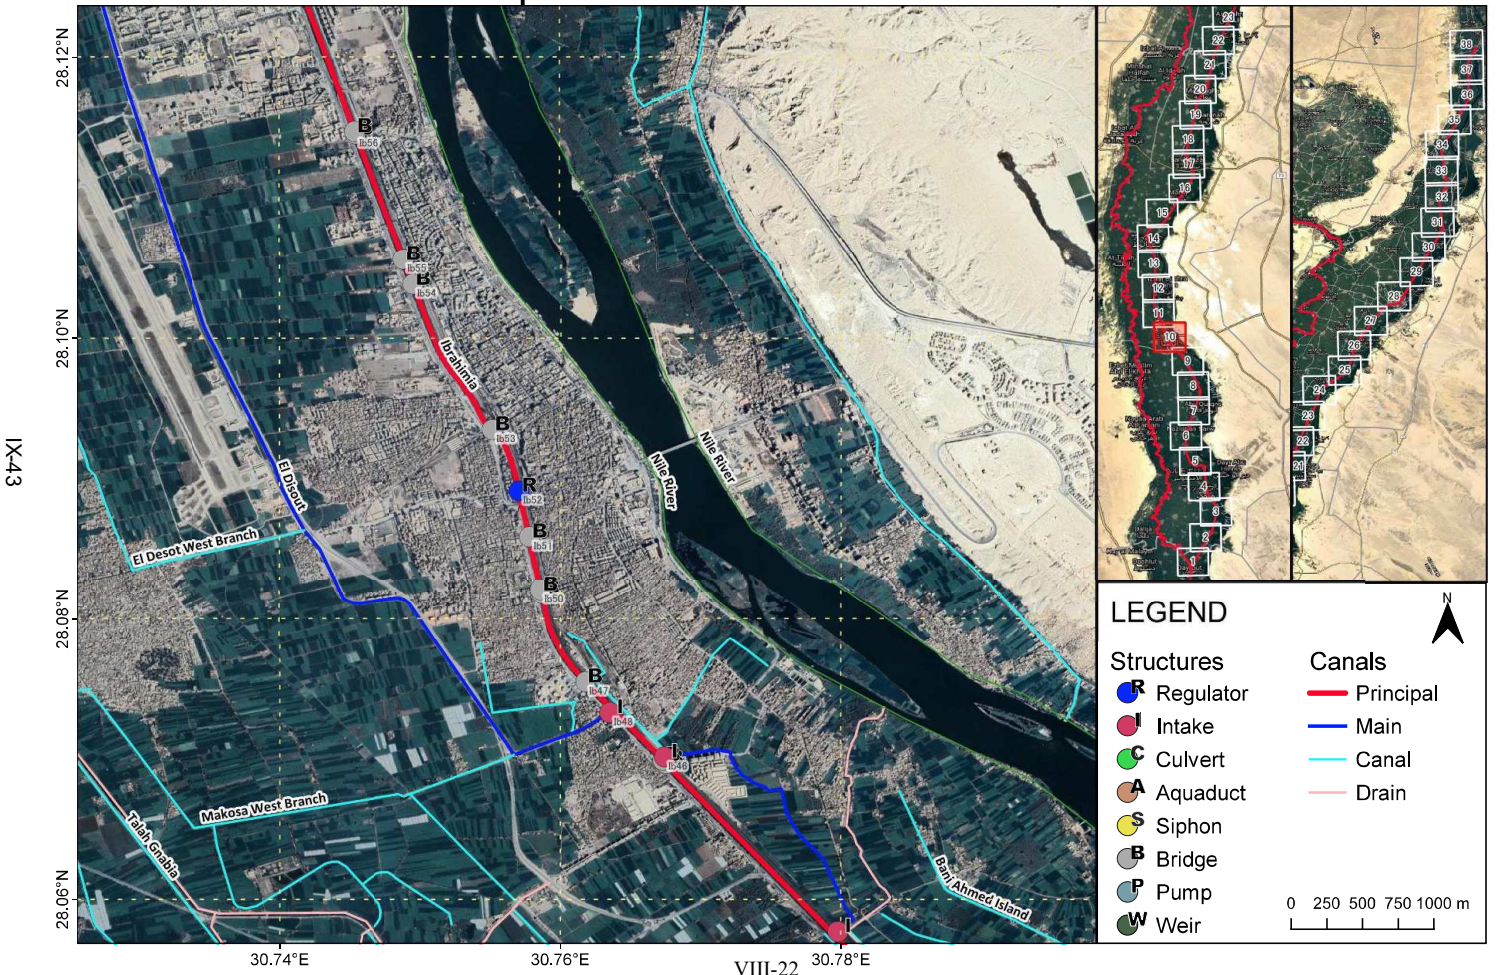 28.12°N
28.10°N
28.08°N
28.06°N
30.74°E
30.76°E
30.78°E
IX-43
VIII-22
B
Ib56
B
Ib55
B
Ib54
Ibrahimia
B
Ib53
R
Ib52
B
Ib51
B
Ib50
B
Ib47
I
Ib48
I
Ib46
I
Nile River
Nile River
El Disout
El Desot West Branch
Makosa West Branch
Talah Gnabia
Bani Ahmed Island
23
22
21
20
19
18
17
16
15
14
13
12
11
10
9
8
7
6
5
4
3
2
1
38
37
36
35
34
33
32
31
30
29
28
27
26
25
24
23
22
21
LEGEND
N
Structures
R Regulator
I Intake
C Culvert
A Aquaduct
S Siphon
B Bridge
P Pump
W Weir
Canals
Principal
Main
Canal
Drain
0 250 500 750 1000 m